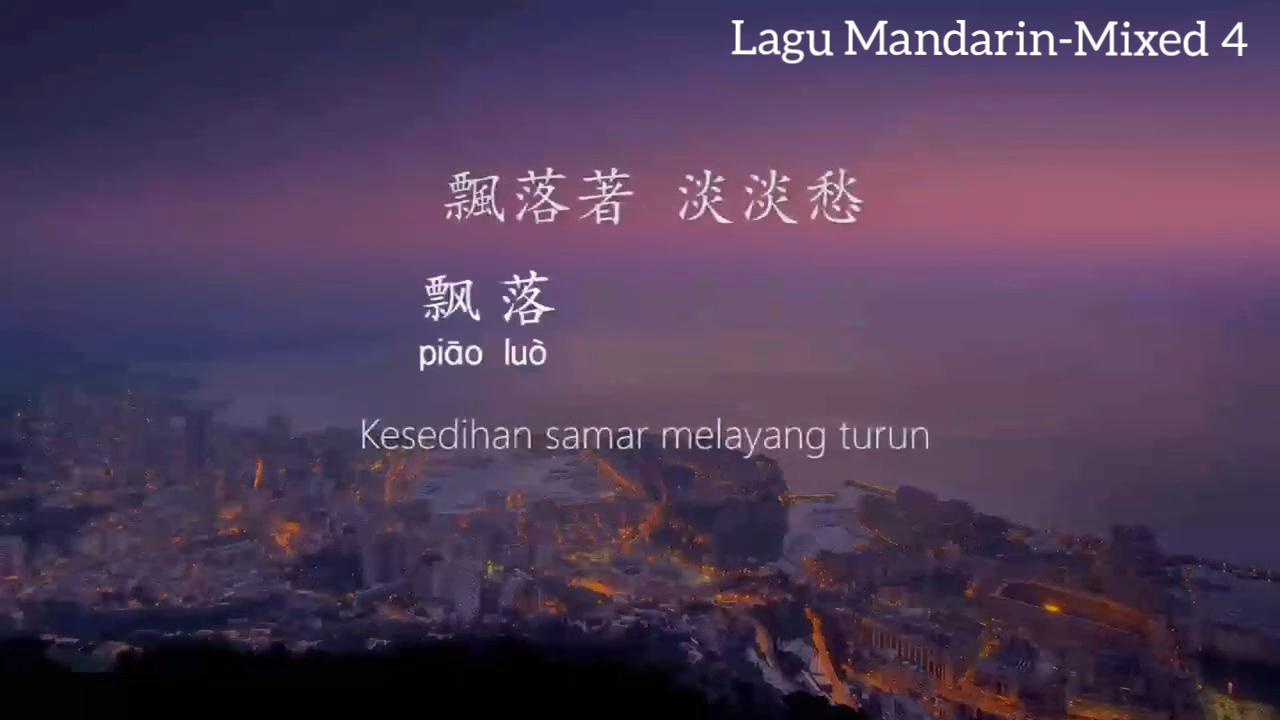 Lagu Mandarin-Mixed 4
飄落著 淡淡愁
飘 落
piāo luò
Kesedihan samar melayang turun